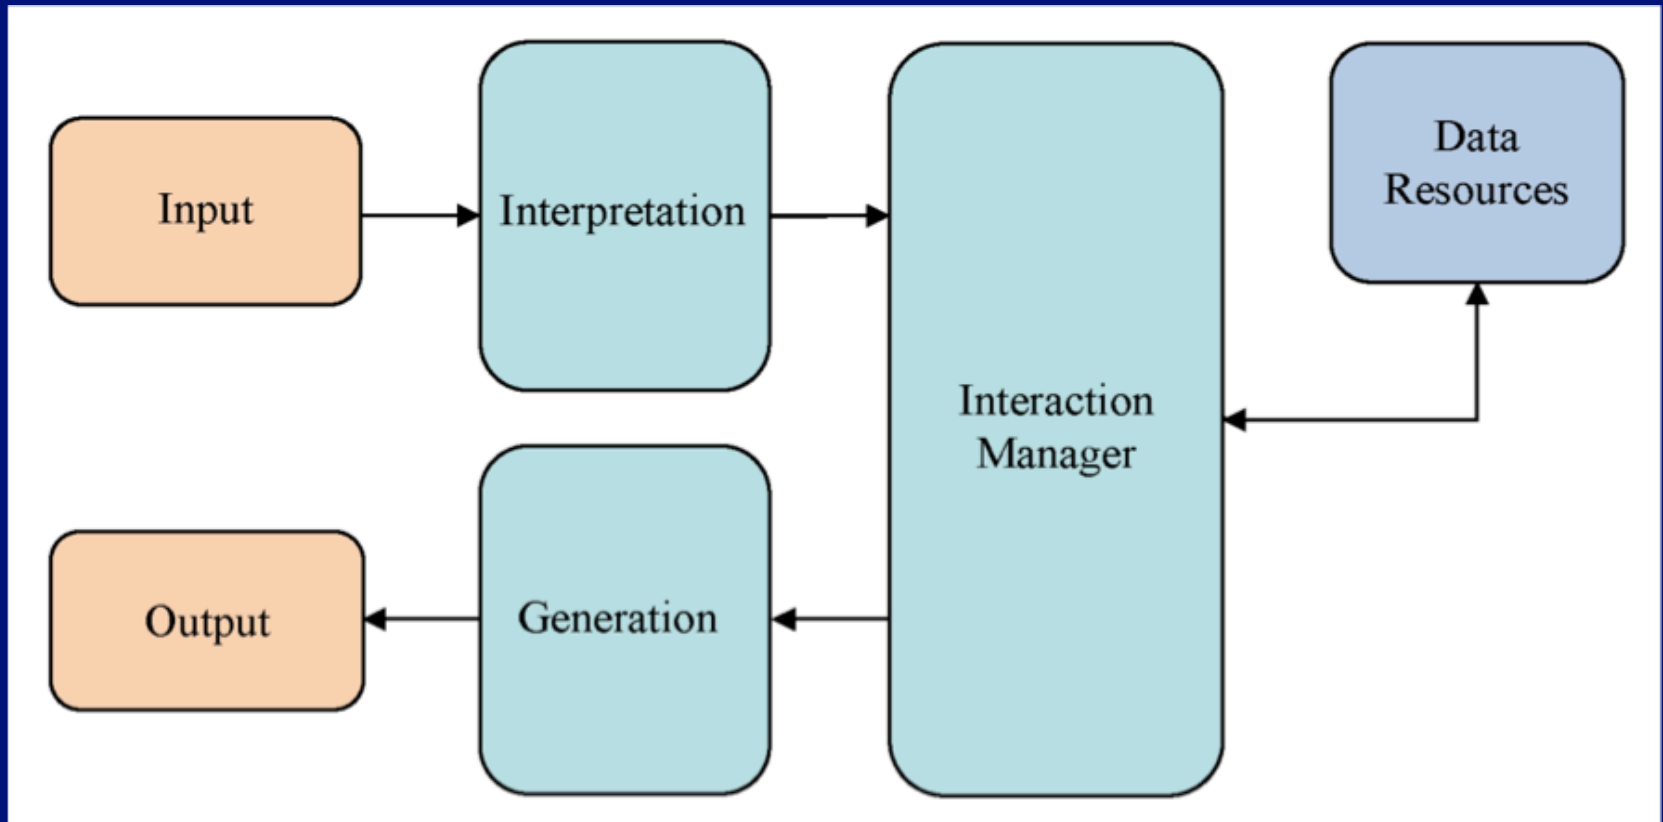 Input
Interpretation
Interaction
Manager
Data
Resources
Output
Generation